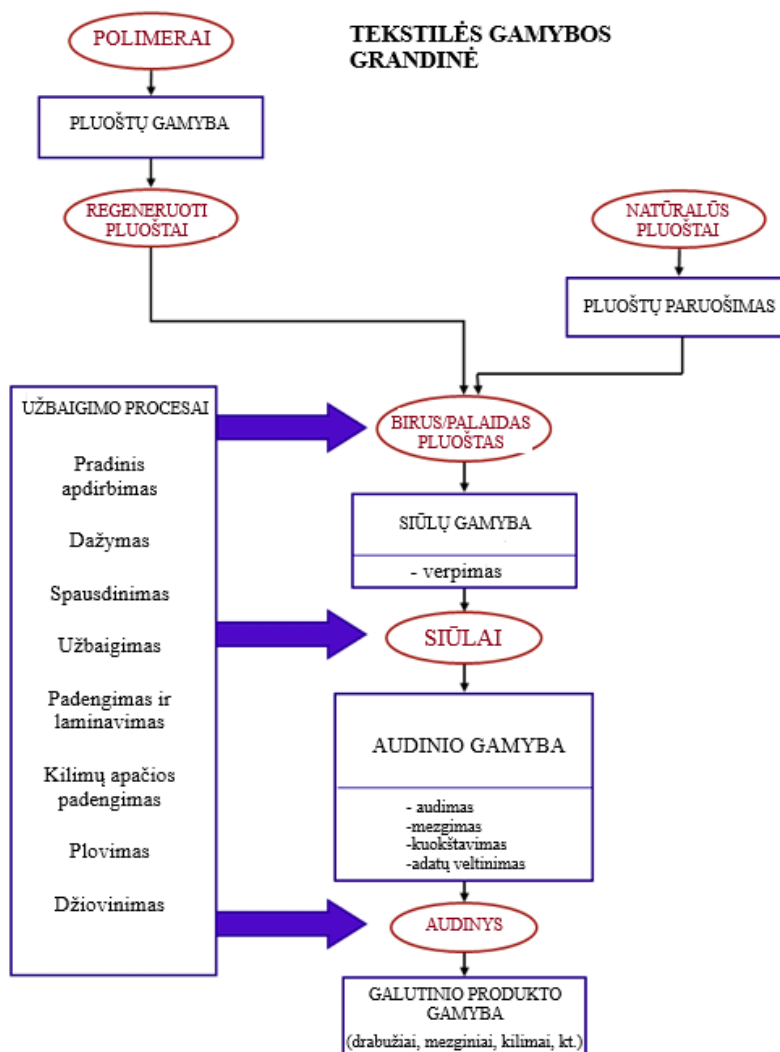 TEKSTILĖS GAMYBOS
GRANDINĖ
POLIMERAI
PLUOŠTŲ GAMYBA
REGENERUOTI
PLUOŠTAI
NATŪRALŪS
PLUOŠTAI
PLUOŠTŲ PARUOŠIMAS
UŽBAIGIMO PROCESAI
Pradinis
apdirbimas
Dažymas
Spausdinimas
Užbaigimas
Padengimas ir
laminavimas
Kilimų apačios
padengimas
Plovimas
Džiovinimas
BIRUS/PALAIDAS
PLUOŠTAS
SIŪLŲ GAMYBA
- verpimas
SIŪLAI
AUDINIO GAMYBA
- audimas
-mezgimas
-kuokštavimas
-adatų veltinimas
AUDINYS
GALUTINIO PRODUKTO
GAMYBA
(drabužiai, mezginiai, kilimai, kt.)